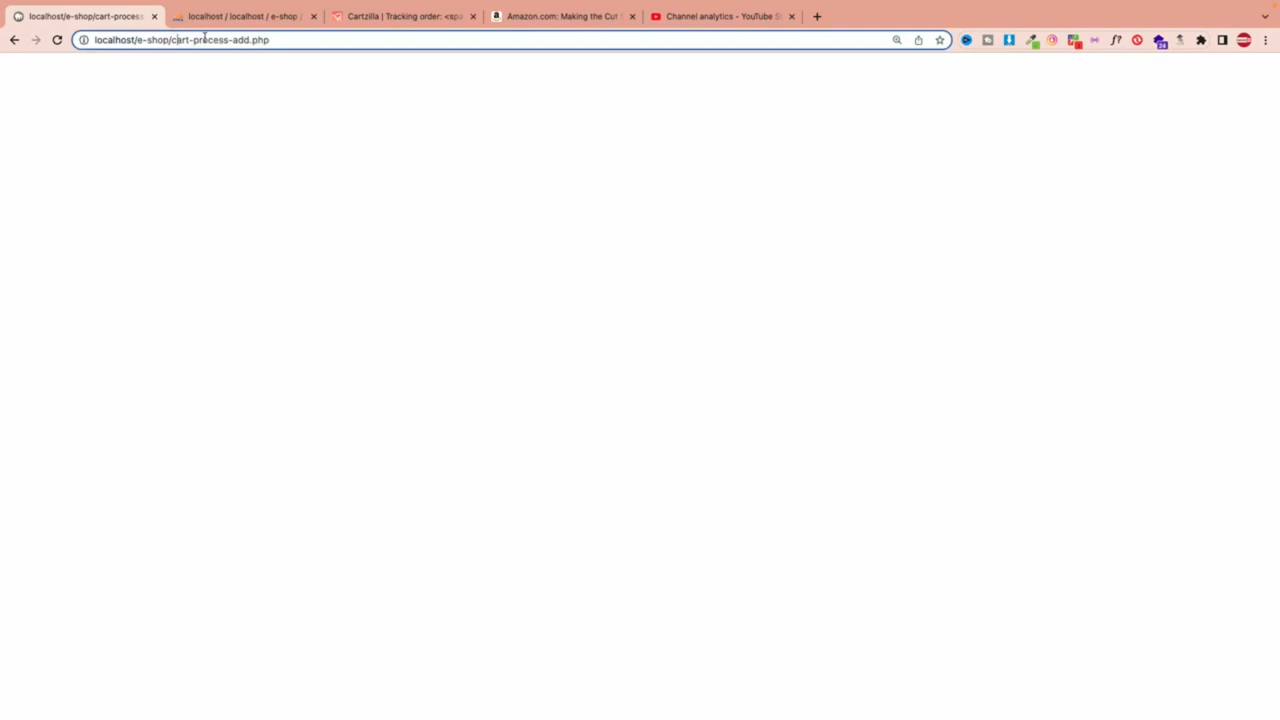 localhost/e-shop/cart-process
localhost / localhost / e-shop /
Cartzilla | Tracking order: <spa
Amazon.com: Making the Cut
Channel analytics - YouTube S
localhost/e-shop/cart-process-add.php
f?